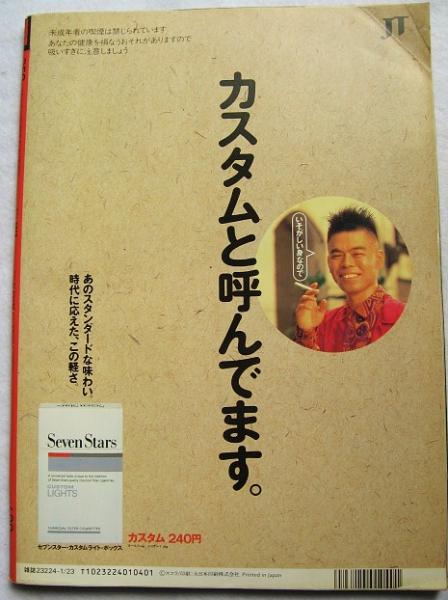 未成年者の喫煙は禁じられています
あなたの健康を損なうおそれがありますので
吸いすぎに注意しましょう
JT
カスタムと呼んでます。
いそがしい身なので
あのスタンダードな味わい。
時代に応えた、この軽さ。
Seven Stars
CUSTOM
LIGHTS
CHARCOAL FILTER CIGARETTES
カスタム 240円
セブンスター・カスタムライト・ボックス
雑誌23224-1/23 T1023224010401
Printed in Japan